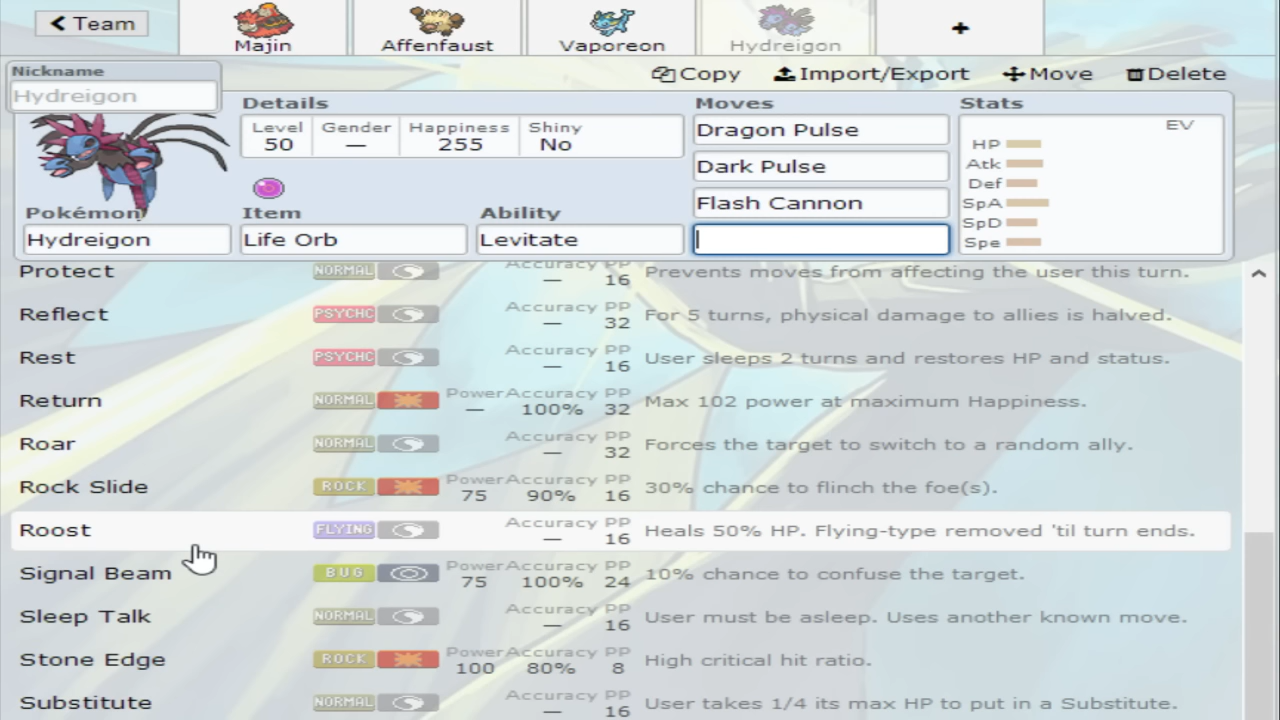 Team
Majin
Affenfaust
Vaporeon
Hydreigon
Copy Import/Export Move Delete
Nickname
Hydreigon
Details
Level
50
Gender
—
Happiness
255
Shiny
No
Moves
Dragon Pulse
Dark Pulse
Flash Cannon
Stats
EV
HP
Atk
Def
SpA
SpD
Spe
Pokémon
Hydreigon
Item
Life Orb
Ability
Levitate
Protect NORMAL Accuracy — 16 Prevents moves from affecting the user this turn.
Reflect PSYCHC Accuracy — PP 32 For 5 turns, physical damage to allies is halved.
Rest PSYCHC Accuracy — PP 16 User sleeps 2 turns and restores HP and status.
Return NORMAL Power — Accuracy 100% PP 32 Max 102 power at maximum Happiness.
Roar NORMAL Accuracy — PP 32 Forces the target to switch to a random ally.
Rock Slide ROCK Power 75 Accuracy 90% PP 16 30% chance to flinch the foe(s).
Roost FLYING Accuracy — PP 16 Heals 50% HP. Flying-type removed 'til turn ends.
Signal Beam BUG Power 75 Accuracy 100% PP 24 10% chance to confuse the target.
Sleep Talk NORMAL Accuracy — PP 16 User must be asleep. Uses another known move.
Stone Edge ROCK Power 100 Accuracy 80% PP 8 High critical hit ratio.
Substitute NORMAL Accuracy — PP 16 User takes 1/4 its max HP to put in a Substitute.